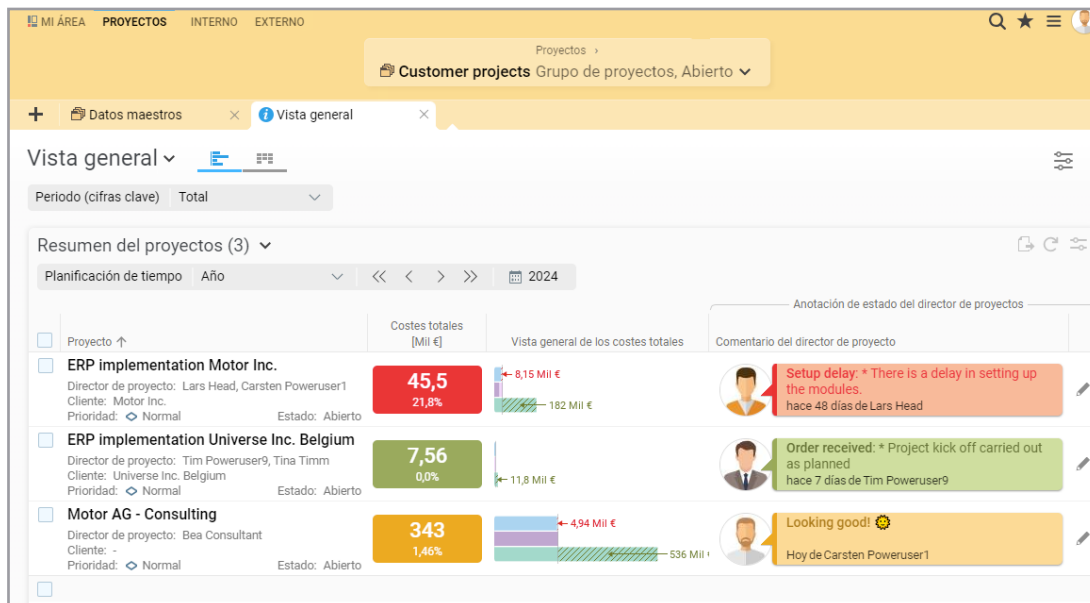 MI ÁREA PROYECTOS INTERNO EXTERNO
Proyectos ›
Customer projects Grupo de proyectos, Abierto
Datos maestros
Vista general
Vista general
Periodo (cifras clave) Total
Resumen del proyectos (3)
Planificación de tiempo Año 2024
Anotación de estado del director de proyectos
Proyecto
Costes totales
[Mil €]
Vista general de los costes totales
Comentario del director de proyecto
ERP implementation Motor Inc.
Director de proyecto: Lars Head, Carsten Poweruser1
Cliente: Motor Inc.
Prioridad: Normal Estado: Abierto
45,5
21,8%
8,15 Mil €
182 Mil €
Setup delay: * There is a delay in setting up
the modules.
hace 48 días de Lars Head
ERP implementation Universe Inc. Belgium
Director de proyecto: Tim Poweruser9, Tina Timm
Cliente: Universe Inc. Belgium
Prioridad: Normal Estado: Abierto
7,56
0,0%
11,8 Mil €
Order received: * Project kick off carried out
as planned
hace 7 días de Tim Poweruser9
Motor AG - Consulting
Director de proyecto: Bea Consultant
Cliente: -
Prioridad: Normal Estado: Abierto
343
1,46%
4,94 Mil €
536 Mil
Looking good!
Hoy de Carsten Poweruser1